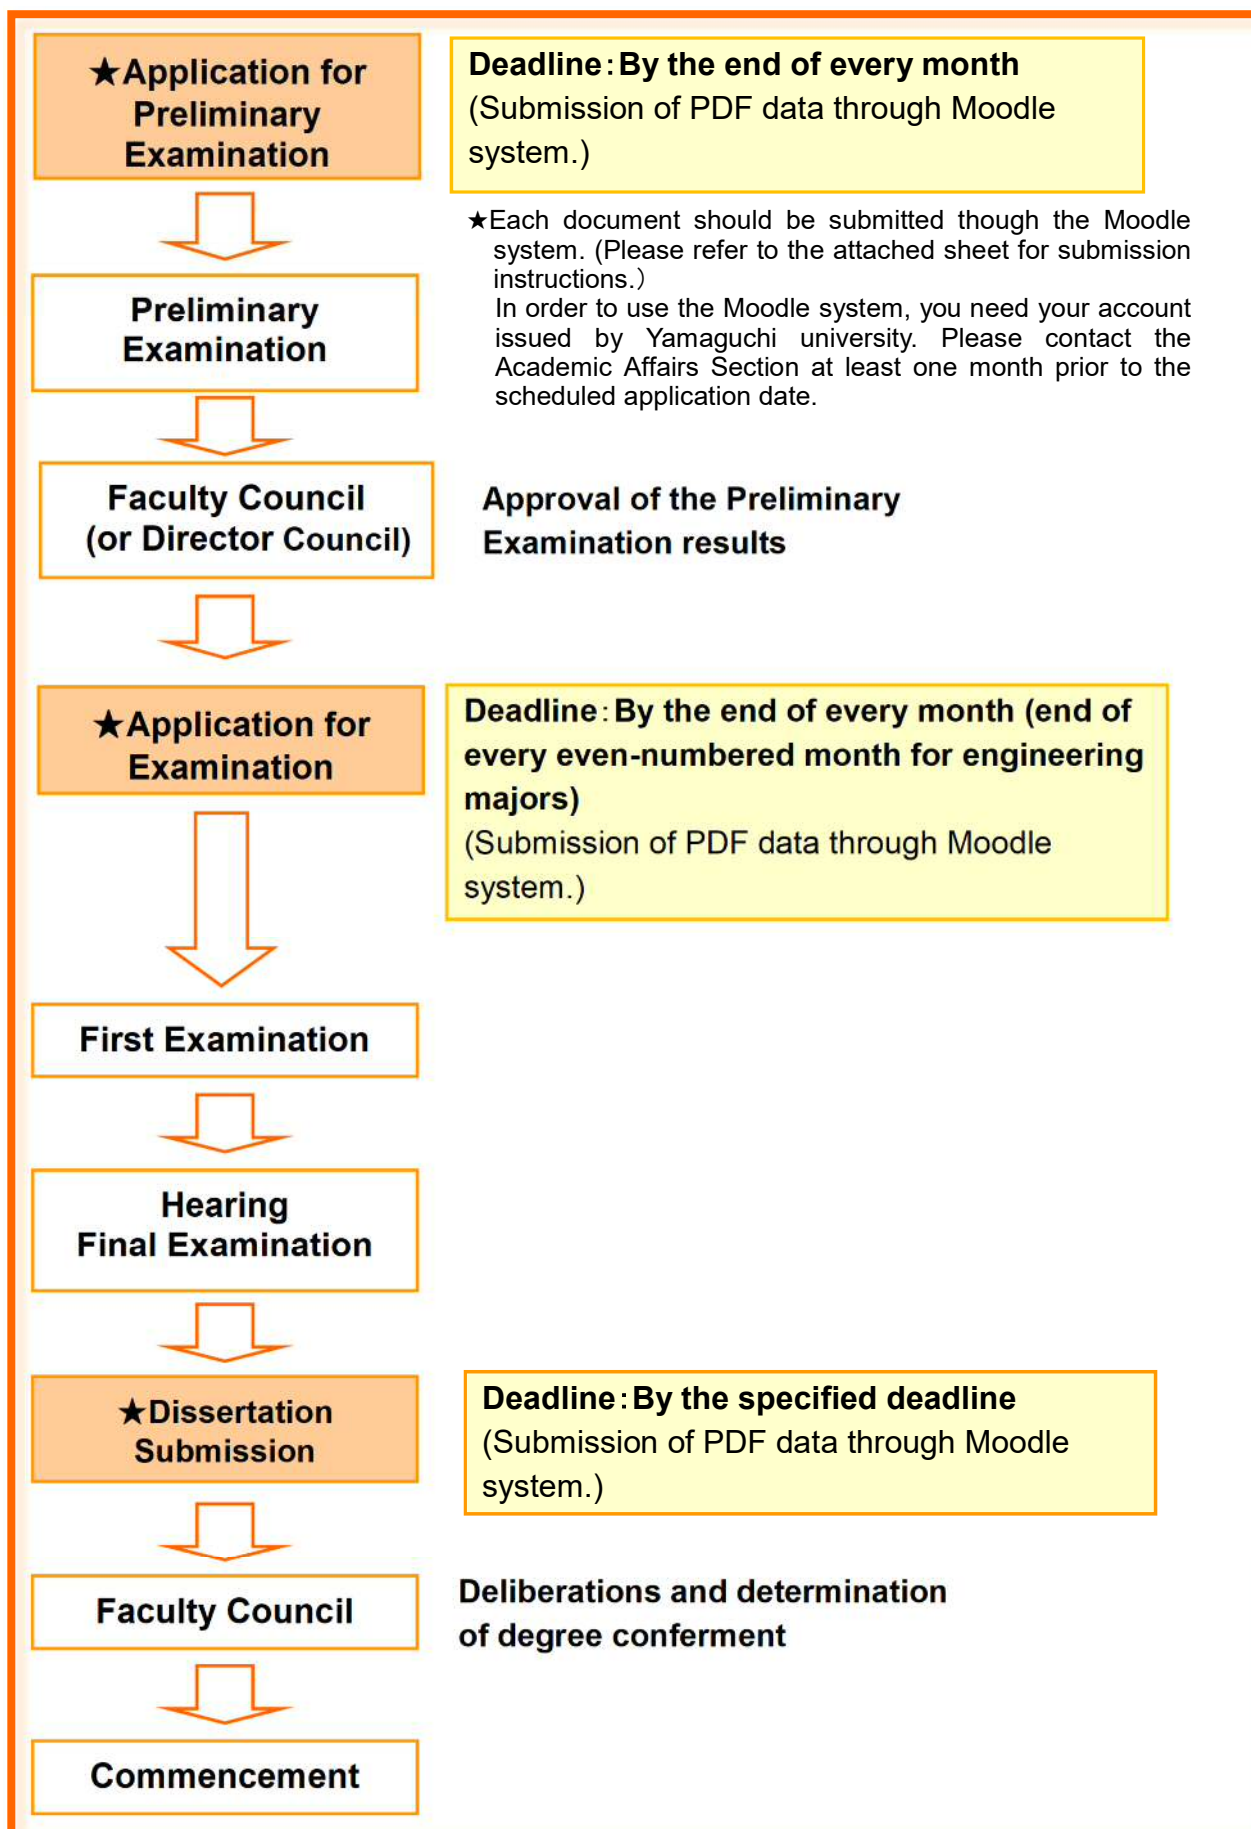 ★Application for
Preliminary
Examination
Deadline：By the end of every month
(Submission of PDF data through Moodle
system.)
★Each document should be submitted though the Moodle
system. (Please refer to the attached sheet for submission
instructions.）
In order to use the Moodle system, you need your account
issued by Yamaguchi university. Please contact the
Academic Affairs Section at least one month prior to the
scheduled application date.
Preliminary
Examination
Faculty Council
(or Director Council)
Approval of the Preliminary
Examination results
★Application for
Examination
Deadline：By the end of every month (end of
every even-numbered month for engineering
majors)
(Submission of PDF data through Moodle
system.)
First Examination
Hearing
Final Examination
★Dissertation
Submission
Deadline：By the specified deadline
(Submission of PDF data through Moodle
system.)
Faculty Council
Deliberations and determination
of degree conferment
Commencement